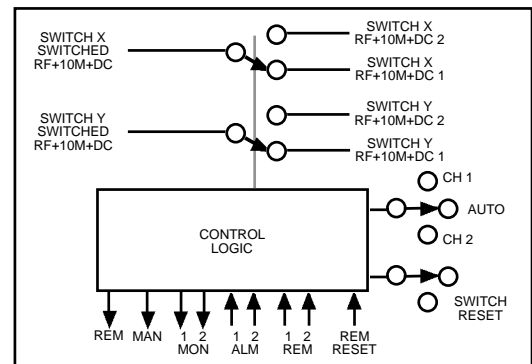 SWITCH X
SWITCHED
RF+10M+DC
SWITCH X
RF+10M+DC 2
SWITCH X
RF+10M+DC 1
SWITCH Y
SWITCHED
RF+10M+DC
SWITCH Y
RF+10M+DC 2
SWITCH Y
RF+10M+DC 1
CONTROL
LOGIC
CH 1
AUTO
CH 2
SWITCH
RESET
REM
MAN
1 2
MON
1 2
ALM
1 2
REM
REM
RESET